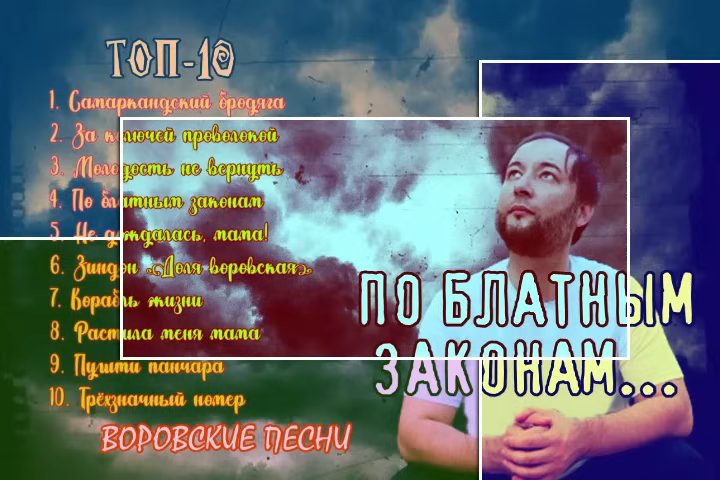 ТОП-10
1. Самаркандский бродяга
2. За колючей проволокой
3. Молодость не вернуть
4. По блатным законам
5. Не дождалась, мама!
6. Зиндон «Доля воровская»
7. Корабль жизни
8. Растила меня мама
9. Пушти панчара
10. Трёхзначный номер
ВОРОВСКИЕ ПЕСНИ
ПО БЛАТНЫМ
ЗАКОНАМ...